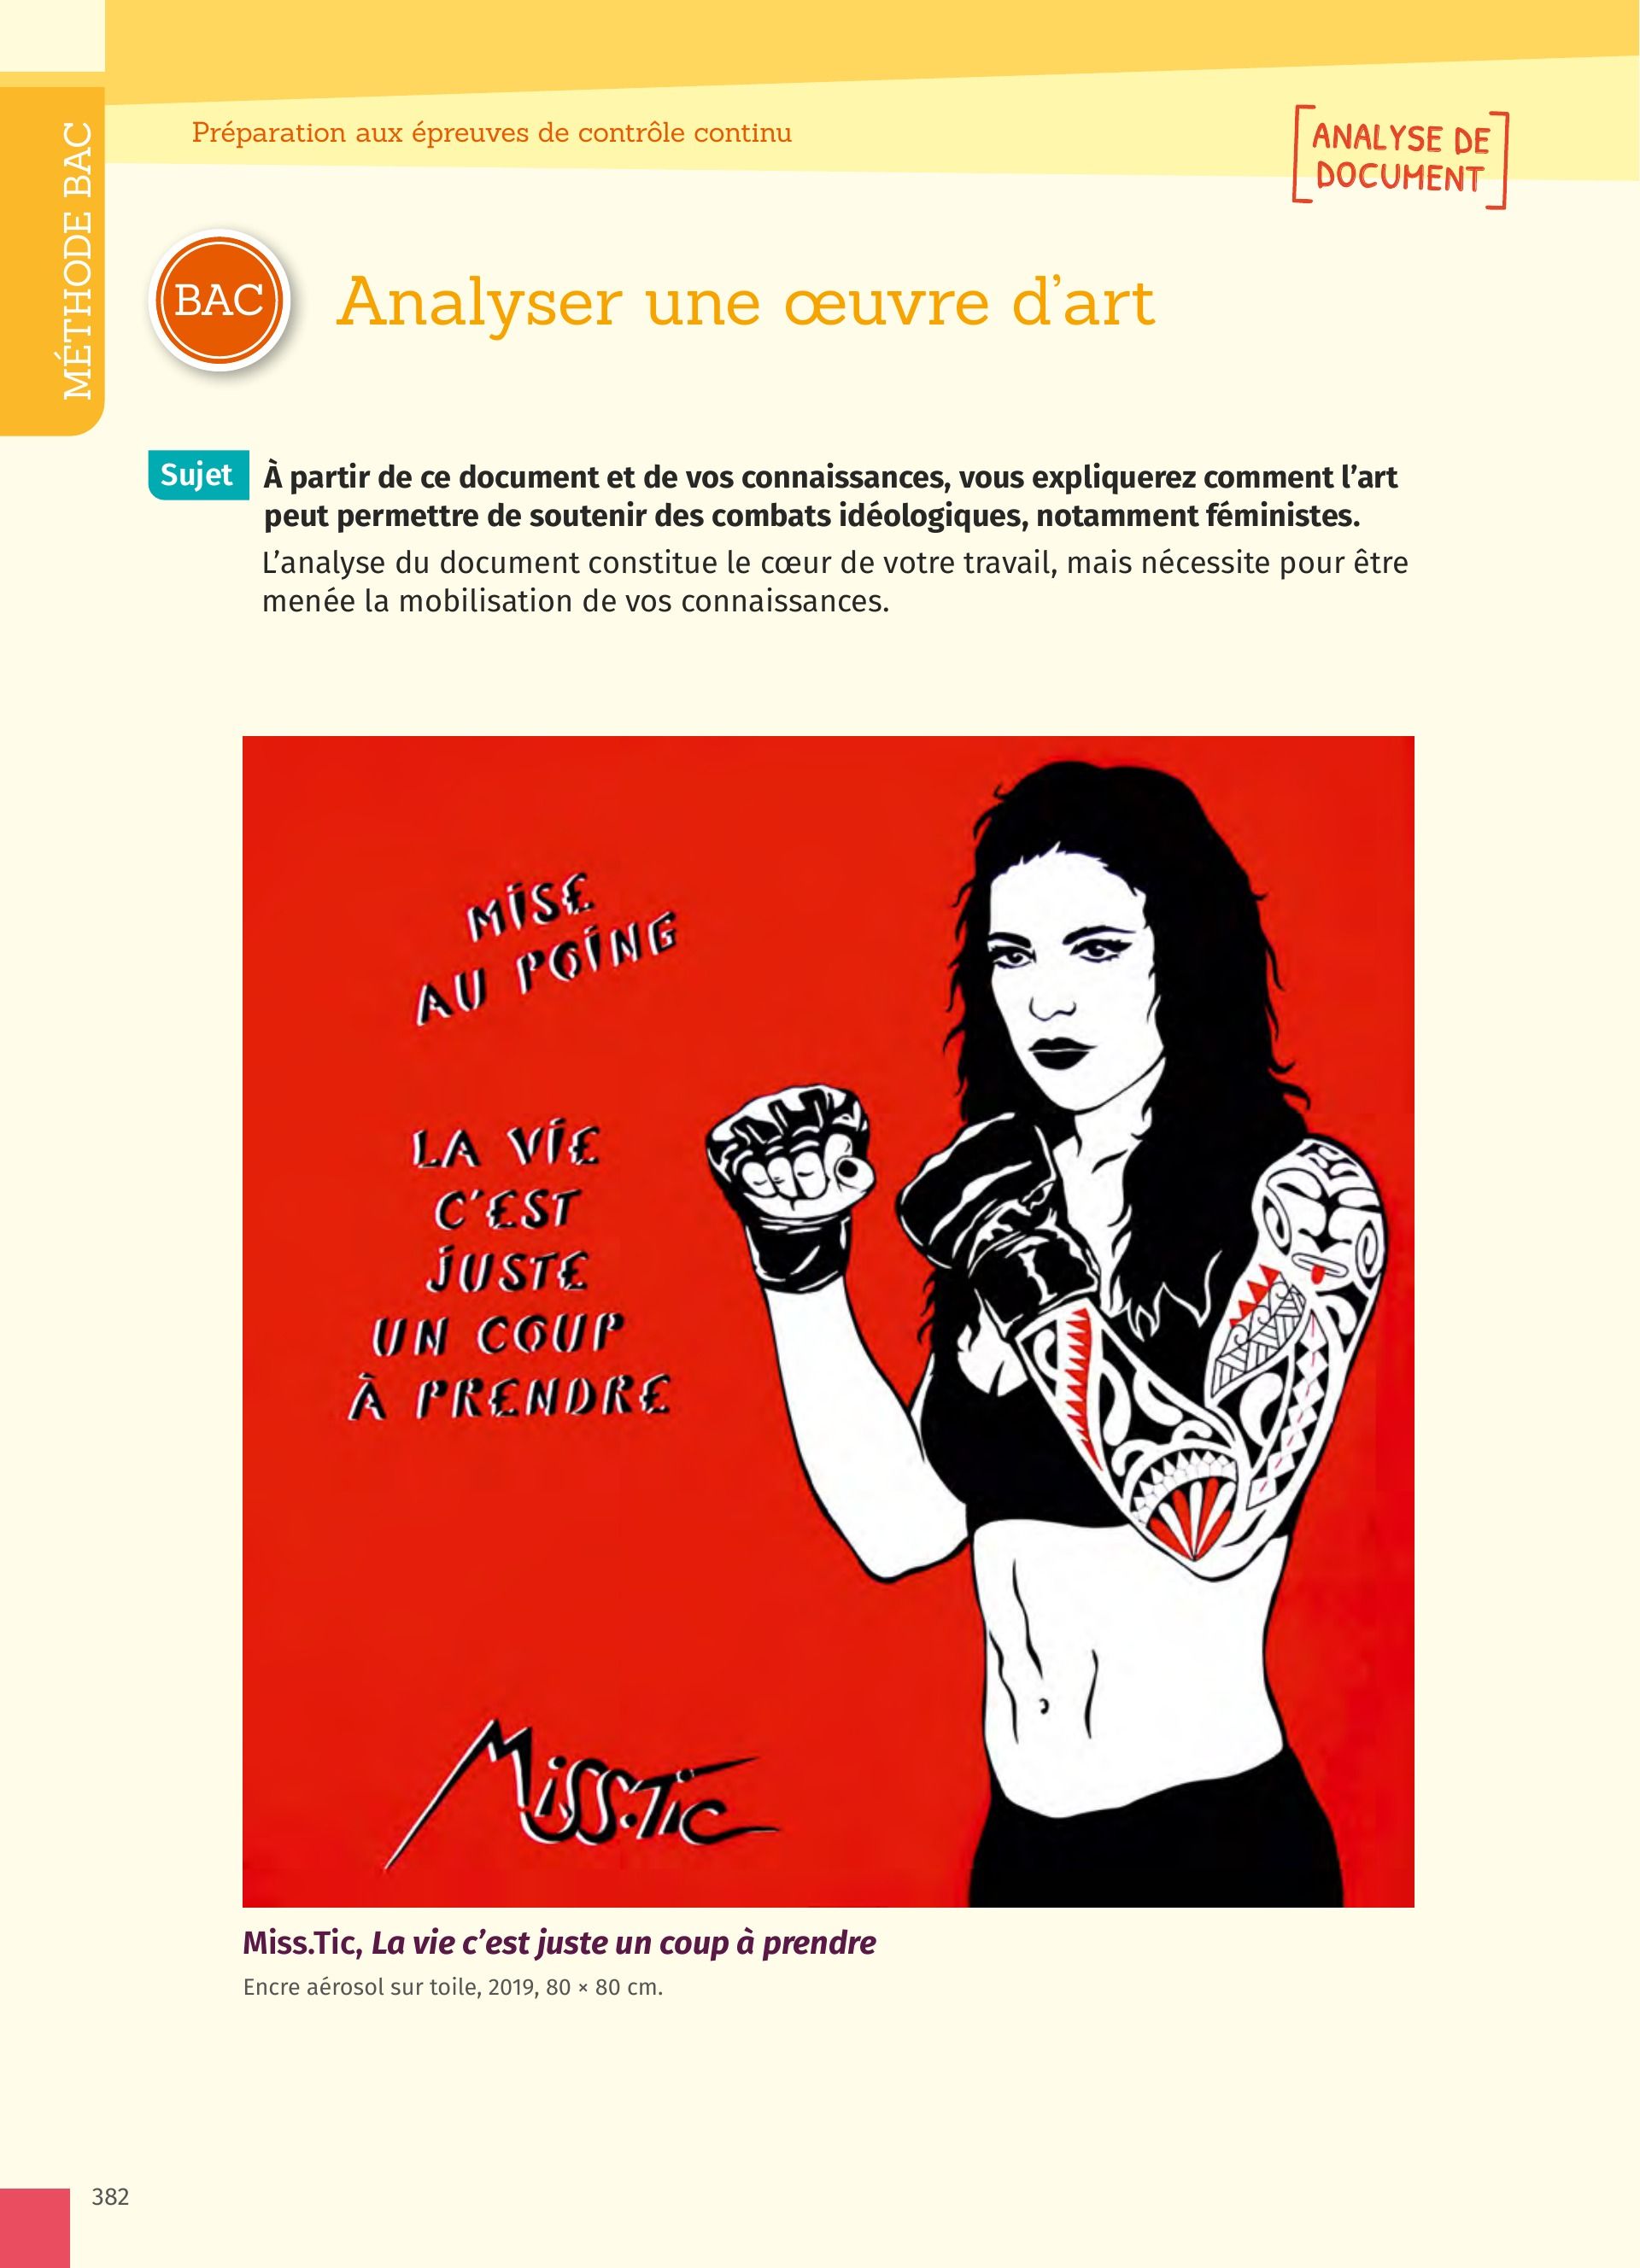 Préparation aux épreuves de contrôle continu
ANALYSE DE
DOCUMENT
MÉTHODE BAC
BAC
Analyser une œuvre d’art
Sujet
À partir de ce document et de vos connaissances, vous expliquerez comment l’art
peut permettre de soutenir des combats idéologiques, notamment féministes.
L’analyse du document constitue le cœur de votre travail, mais nécessite pour être
menée la mobilisation de vos connaissances.
MiSE
AU POiNG
LA ViE
C’EST
jUSTE
UN COUP
À PRENDRE
MiSS.TiC
Miss.Tic, La vie c’est juste un coup à prendre
Encre aérosol sur toile, 2019, 80 × 80 cm.
382